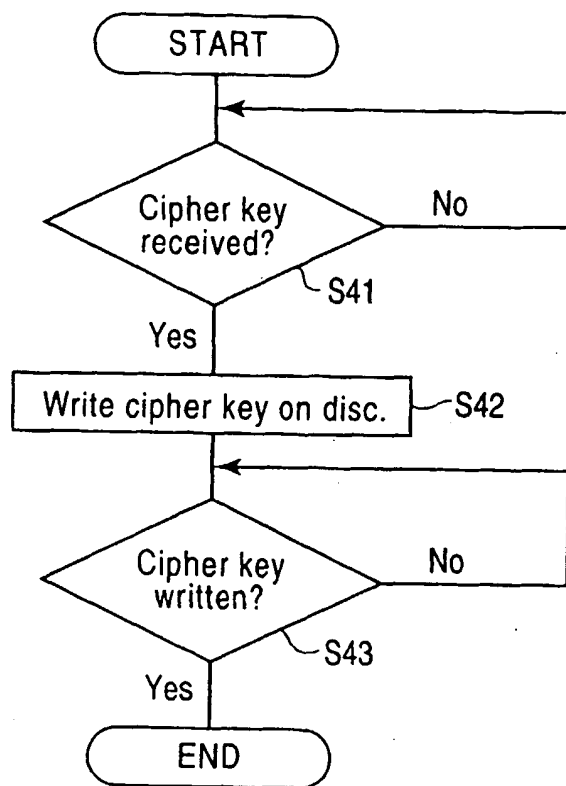 START
Cipher key
received?
No
S41
Yes
Write cipher key on disc.
S42
Cipher key
written?
No
S43
Yes
END